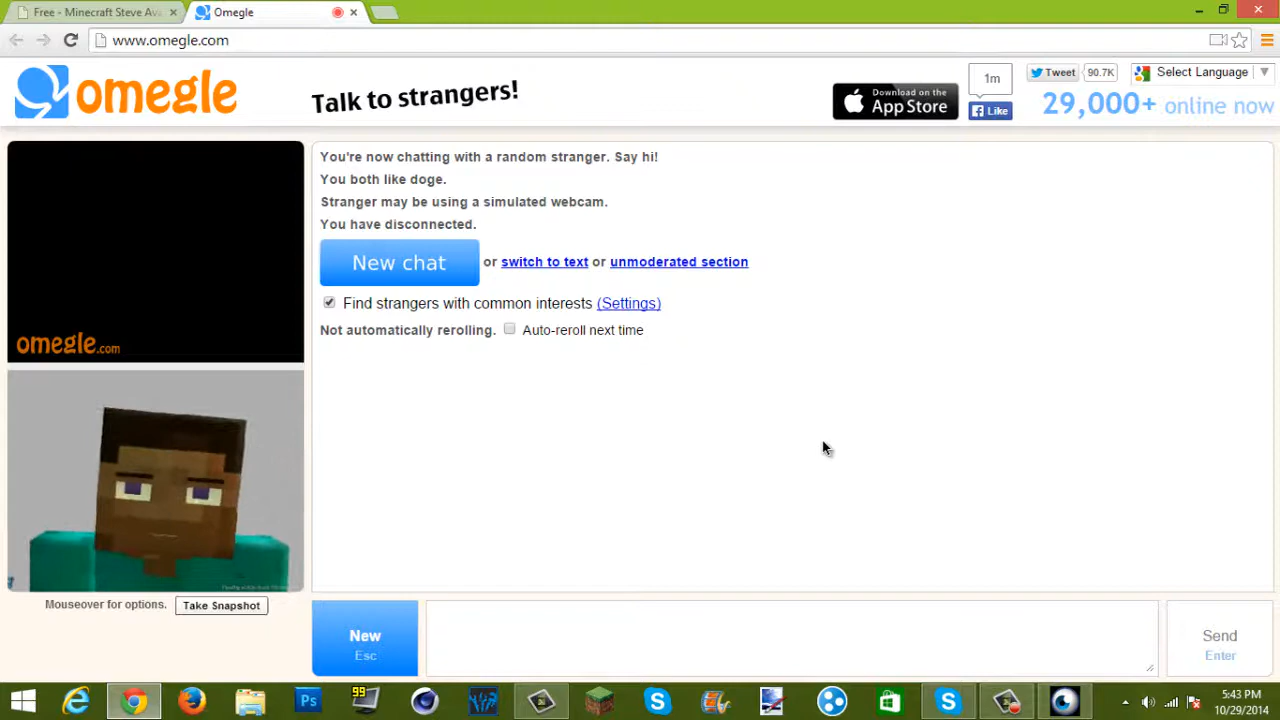 Free - Minecraft Steve Av
Omegle
www.omegle.com
omegle
Talk to strangers!
Download on the
App Store
1m
Like
Tweet
90.7K
Select Language
29,000+ online now
You're now chatting with a random stranger. Say hi!
You both like doge.
Stranger may be using a simulated webcam.
You have disconnected.
New chat or switch to text or unmoderated section
Find strangers with common interests (Settings)
Not automatically rerolling. Auto-reroll next time
omegle.com
Mouseover for options. Take Snapshot
New
Esc
Send
Enter
Ps
99
5:43 PM
10/29/2014